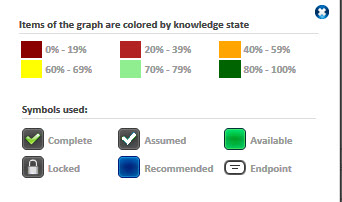 Items of the graph are colored by knowledge state
0% - 19% 20% - 39% 40% - 59%
60% - 69% 70% - 79% 80% - 100%
Symbols used:
Complete Assumed Available
Locked Recommended Endpoint